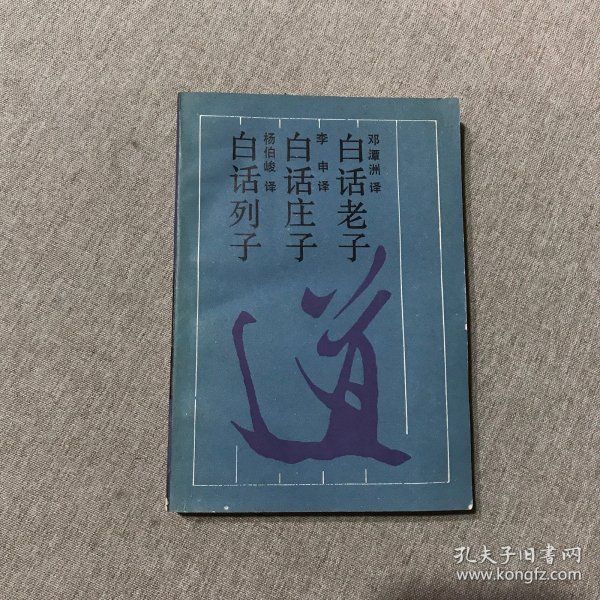 邓潭洲 译
白话老子
李申 译
白话庄子
杨伯峻 译
白话列子
道
孔夫子旧书网
www.kongfz.com